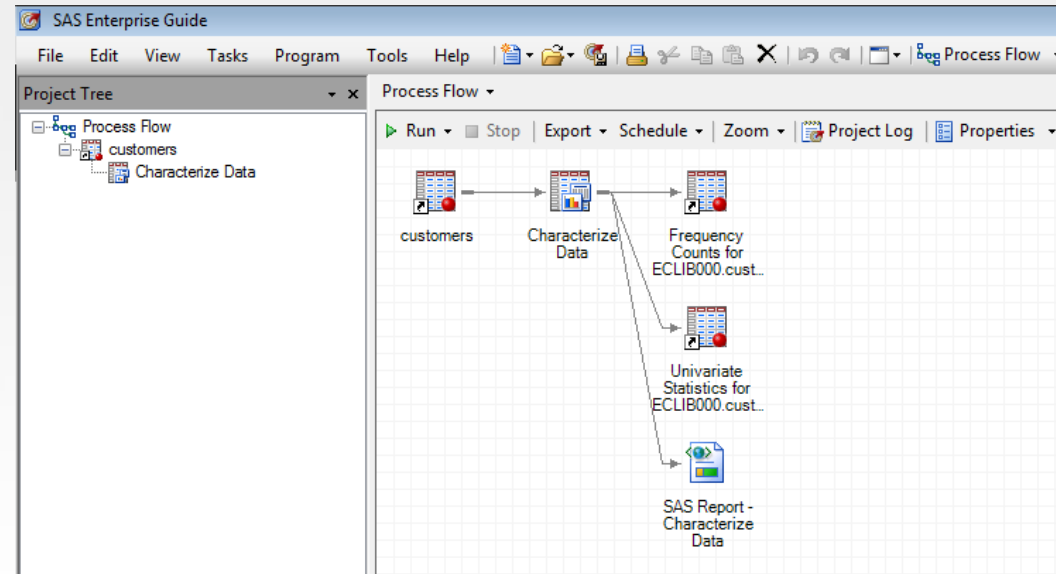 SAS Enterprise Guide
File Edit View Tasks Program Tools Help Process Flow
Project Tree
Process Flow
customers
Characterize Data
Process Flow
Run Stop Export Schedule Zoom Project Log Properties
customers
Characterize
Data
Frequency
Counts for
ECLIB000.cust...
Univariate
Statistics for
ECLIB000.cust...
SAS Report -
Characterize
Data